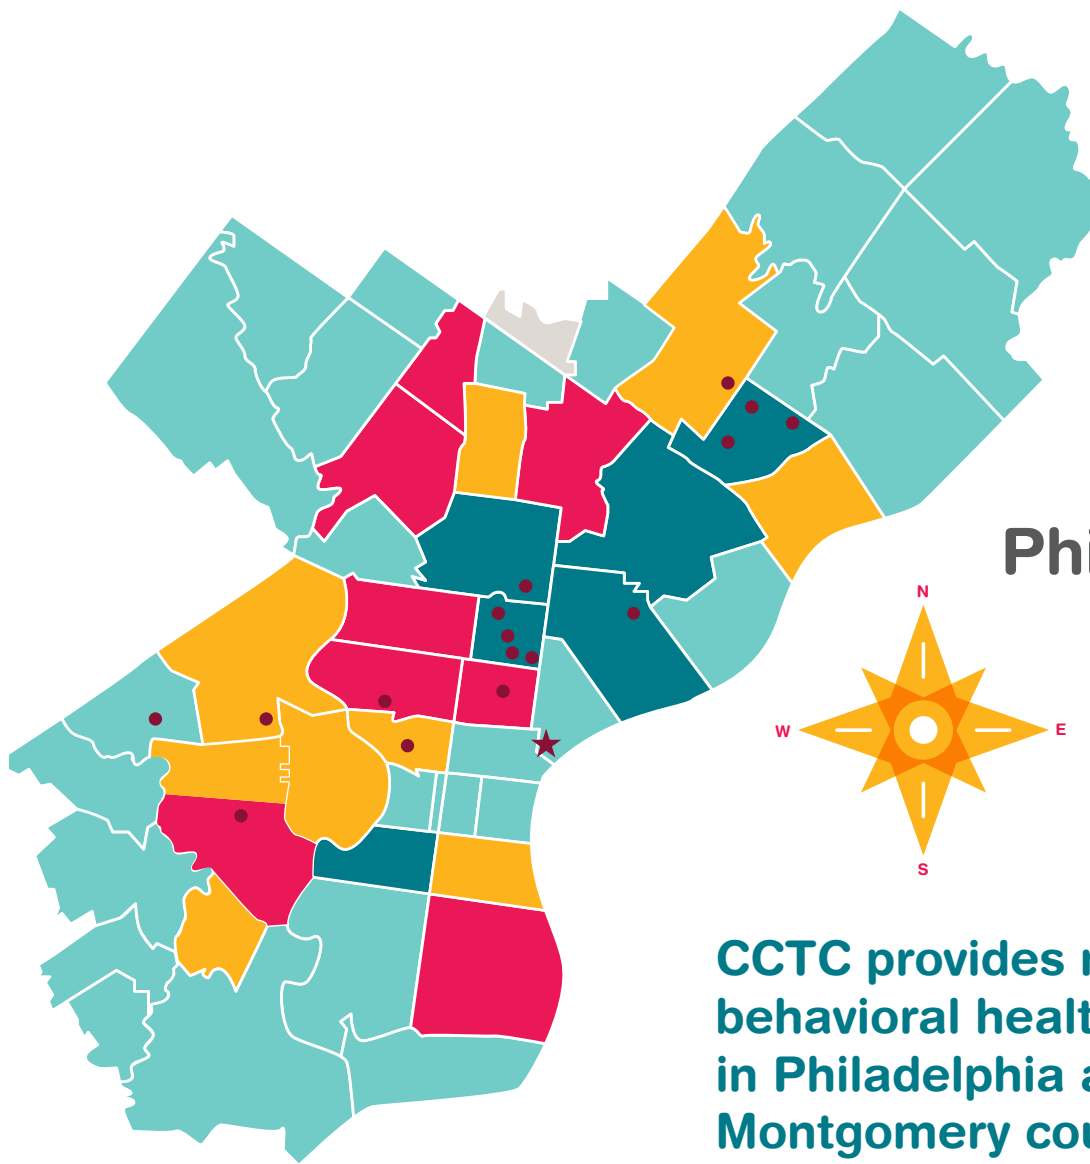 Phi
N
W
E
S
CCTC provides
behavioral healt
in Philadelphia a
Montgomery cou